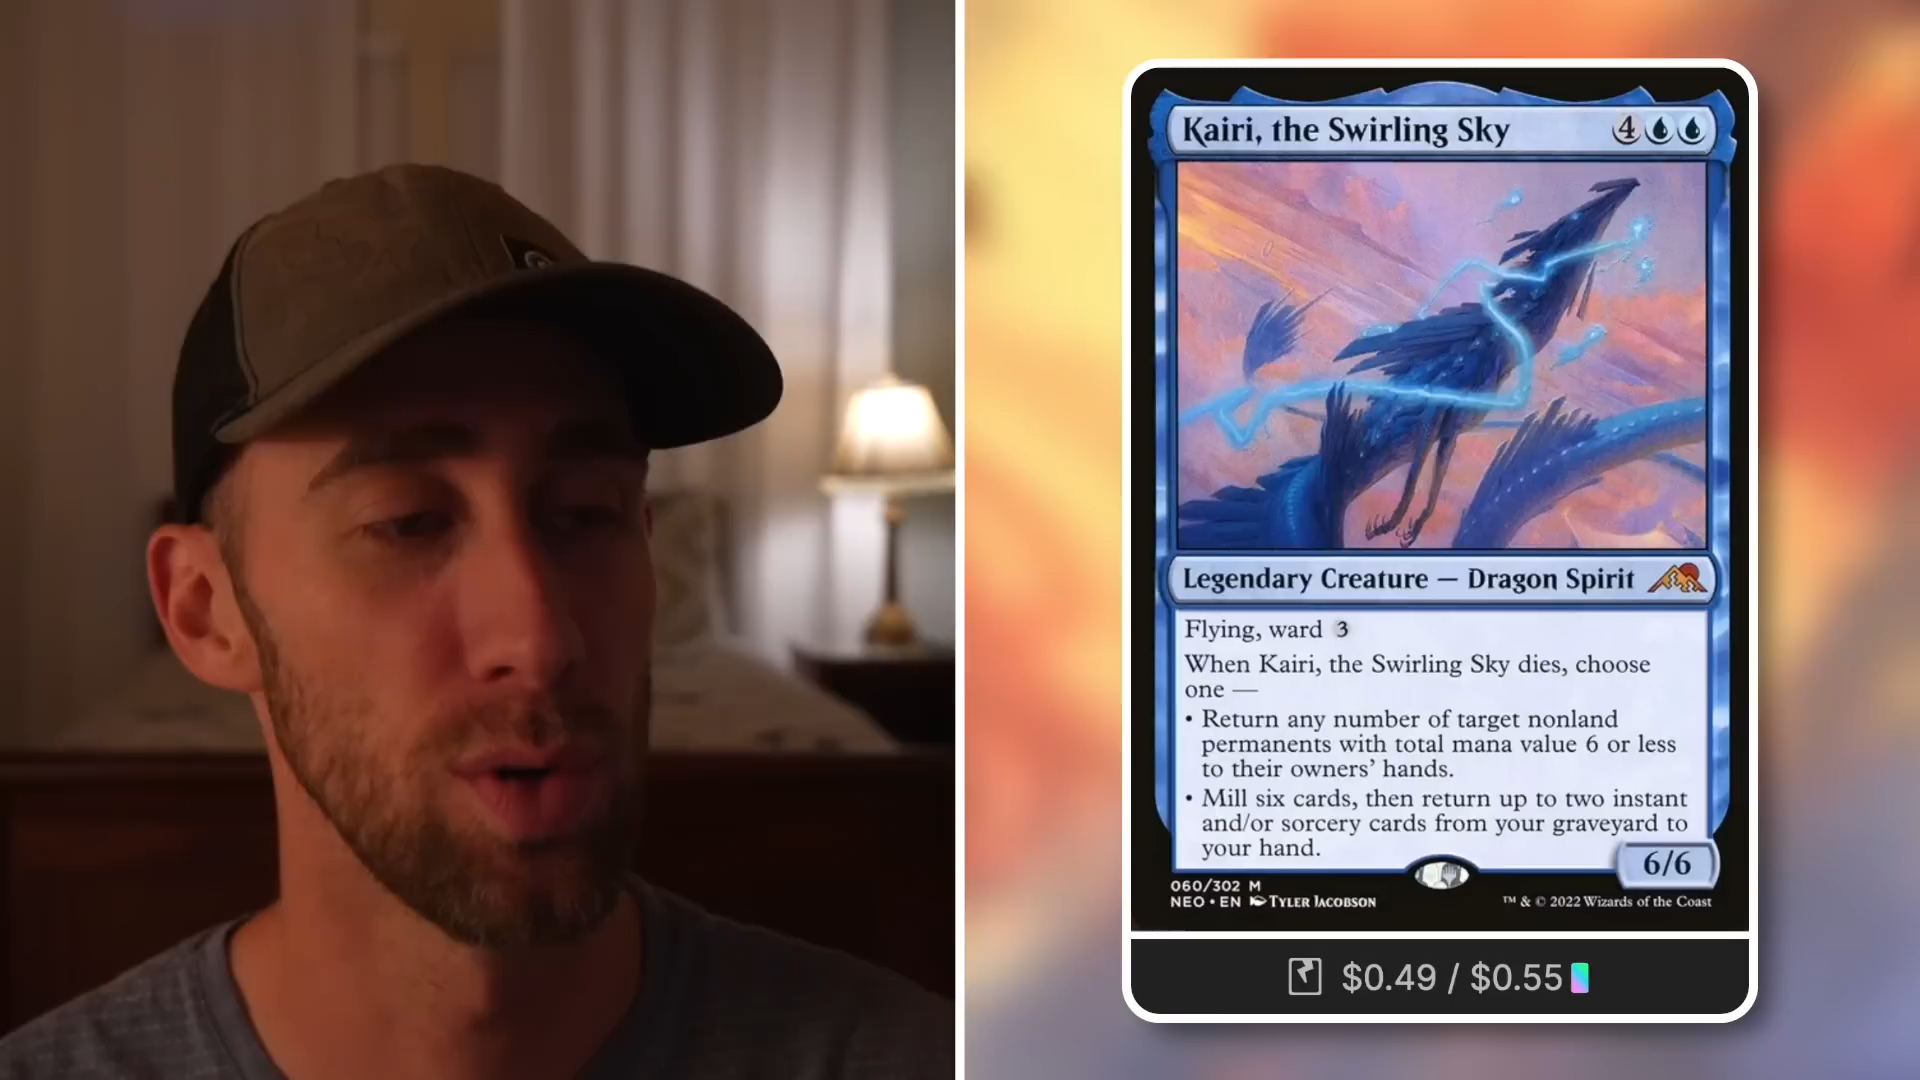 Kairi, the Swirling Sky 4
Legendary Creature — Dragon Spirit
Flying, ward 3
When Kairi, the Swirling Sky dies, choose
one —
• Return any number of target nonland
permanents with total mana value 6 or less
to their owners' hands.
• Mill six cards, then return up to two instant
and/or sorcery cards from your graveyard to
your hand.
6/6
060/302 M
NEO • EN TYLER JACOBSON
™ & © 2022 Wizards of the Coast
$0.49 / $0.55